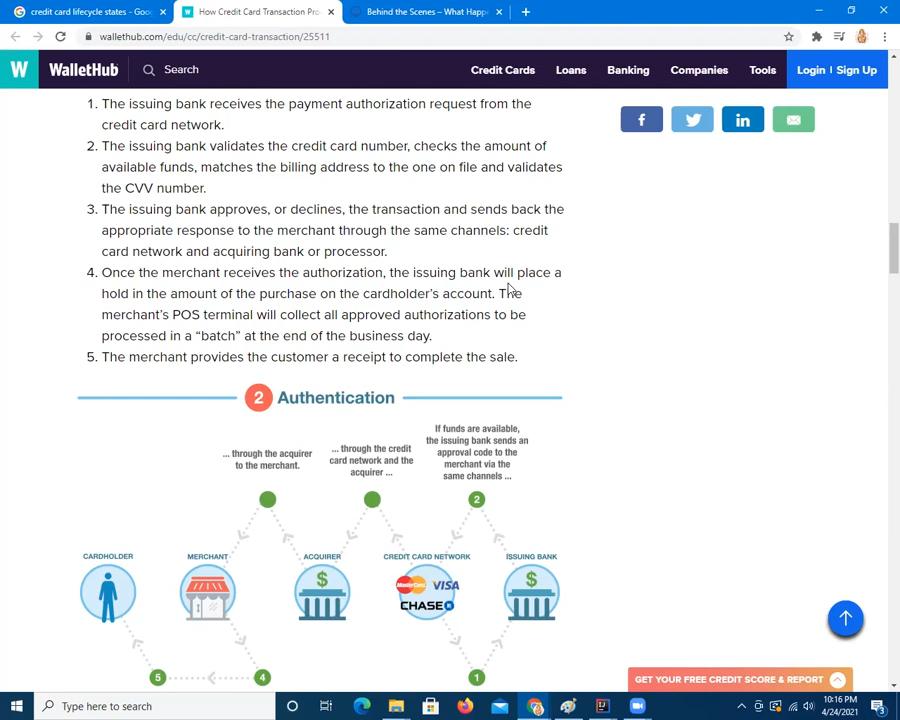 credit card lifecycle states - Goo
How Credit Card Transaction Pro
Behind the Scenes – What Happ
wallethub.com/edu/cc/credit-card-transaction/25511
W WalletHub Search Credit Cards Loans Banking Companies Tools Login | Sign Up
1. The issuing bank receives the payment authorization request from the
credit card network.
2. The issuing bank validates the credit card number, checks the amount of
available funds, matches the billing address to the one on file and validates
the CVV number.
3. The issuing bank approves, or declines, the transaction and sends back the
appropriate response to the merchant through the same channels: credit
card network and acquiring bank or processor.
4. Once the merchant receives the authorization, the issuing bank will place a
hold in the amount of the purchase on the cardholder's account. The
merchant's POS terminal will collect all approved authorizations to be
processed in a “batch” at the end of the business day.
5. The merchant provides the customer a receipt to complete the sale.
2 Authentication
If funds are available,
the issuing bank sends an
approval code to the
merchant via the
same channels ...
... through the credit
card network and the
acquirer ...
... through the acquirer
to the merchant.
2
CARDHOLDER MERCHANT ACQUIRER CREDIT CARD NETWORK ISSUING BANK
$ MasterCard VISA $
CHASE
5 4 1
GET YOUR FREE CREDIT SCORE & REPORT
Type here to search
10:16 PM
4/24/2021
3